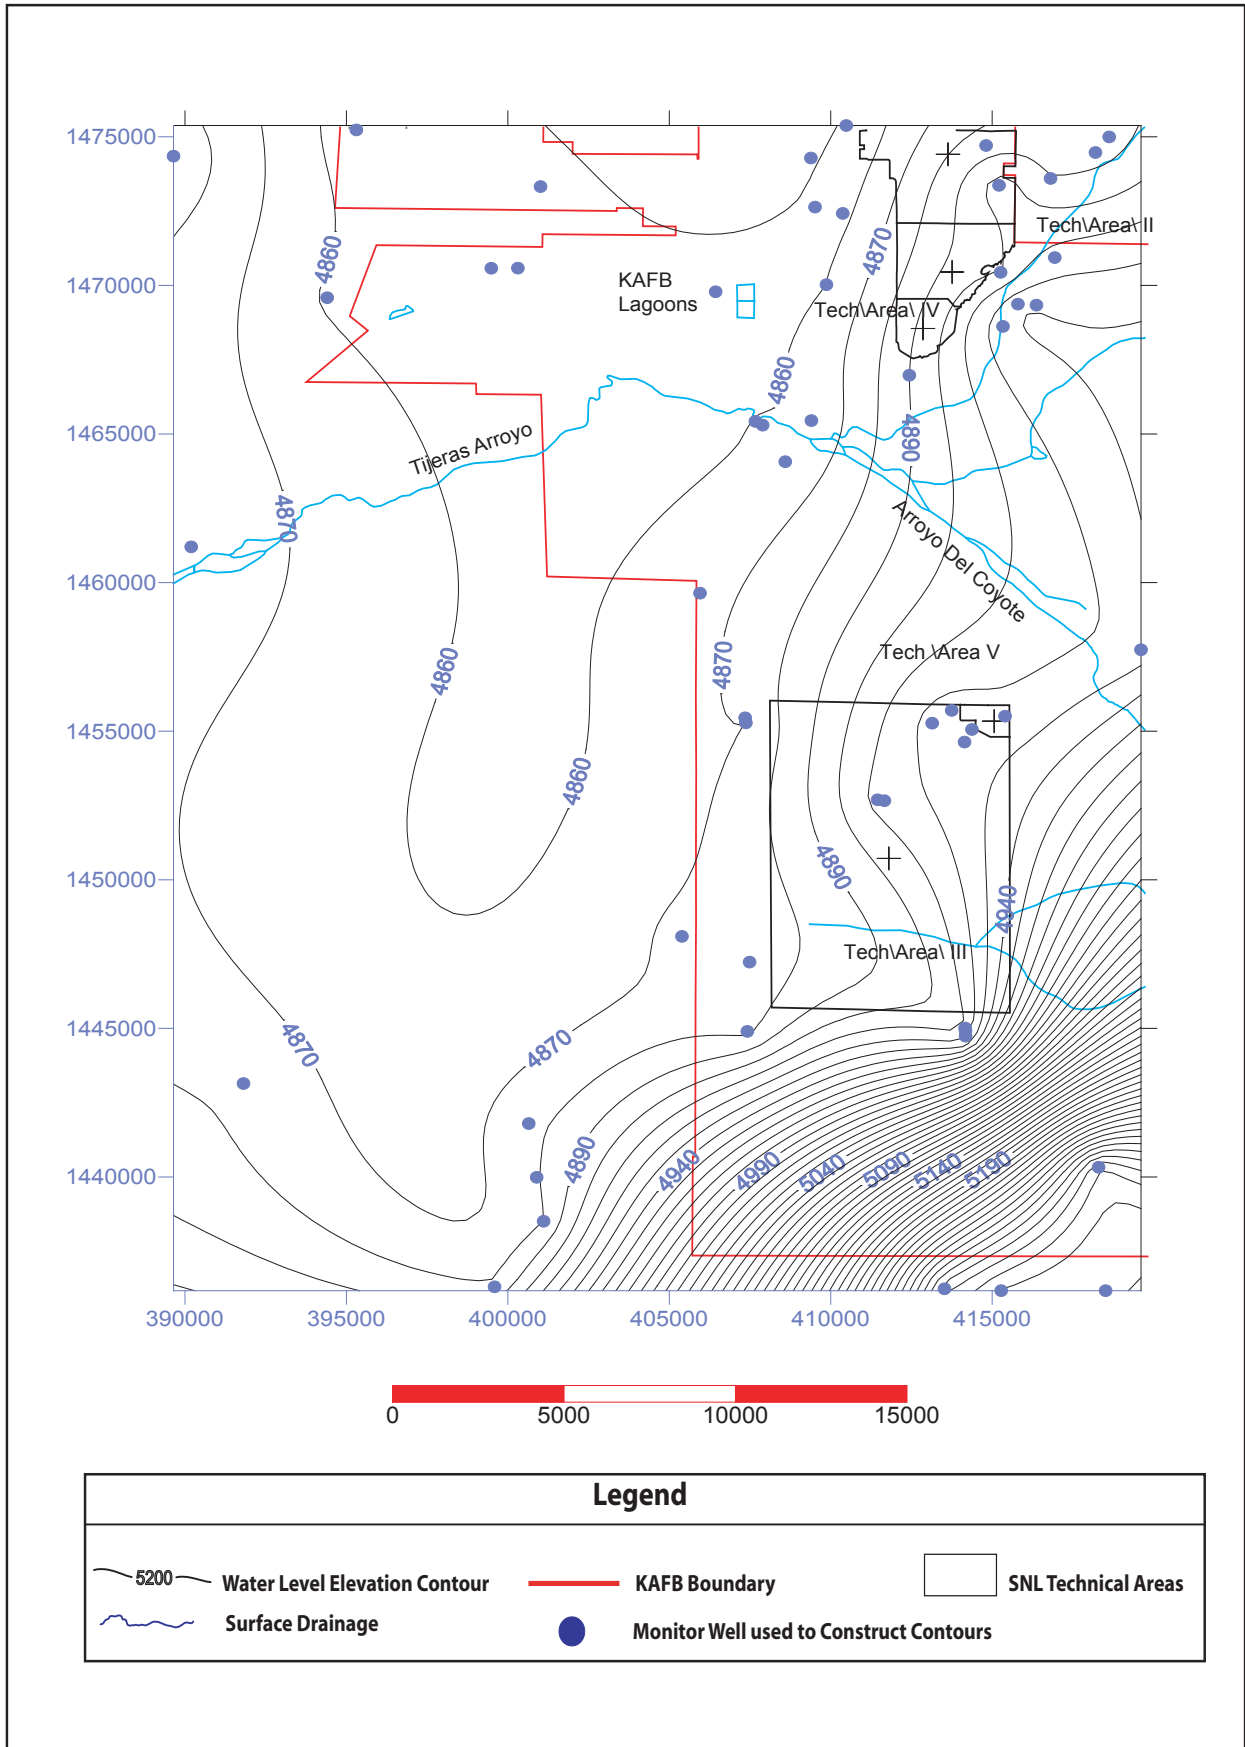 1475000
1470000
1465000
1460000
1455000
1450000
1445000
1440000
390000
395000
400000
405000
410000
415000
Tech\Area\ II
4870
4860
KAFB
Lagoons
Tech\Area\ IV
4860
4890
Tijeras Arroyo
4870
Arroyo Del Coyote
Tech \Area V
4870
4860
4860
4890
4940
Tech\Area\ III
4870
4870
4890
4940
4990
5040
5090
5140
5190
0
5000
10000
15000
Legend
5200
Water Level Elevation Contour
KAFB Boundary
SNL Technical Areas
Surface Drainage
Monitor Well used to Construct Contours